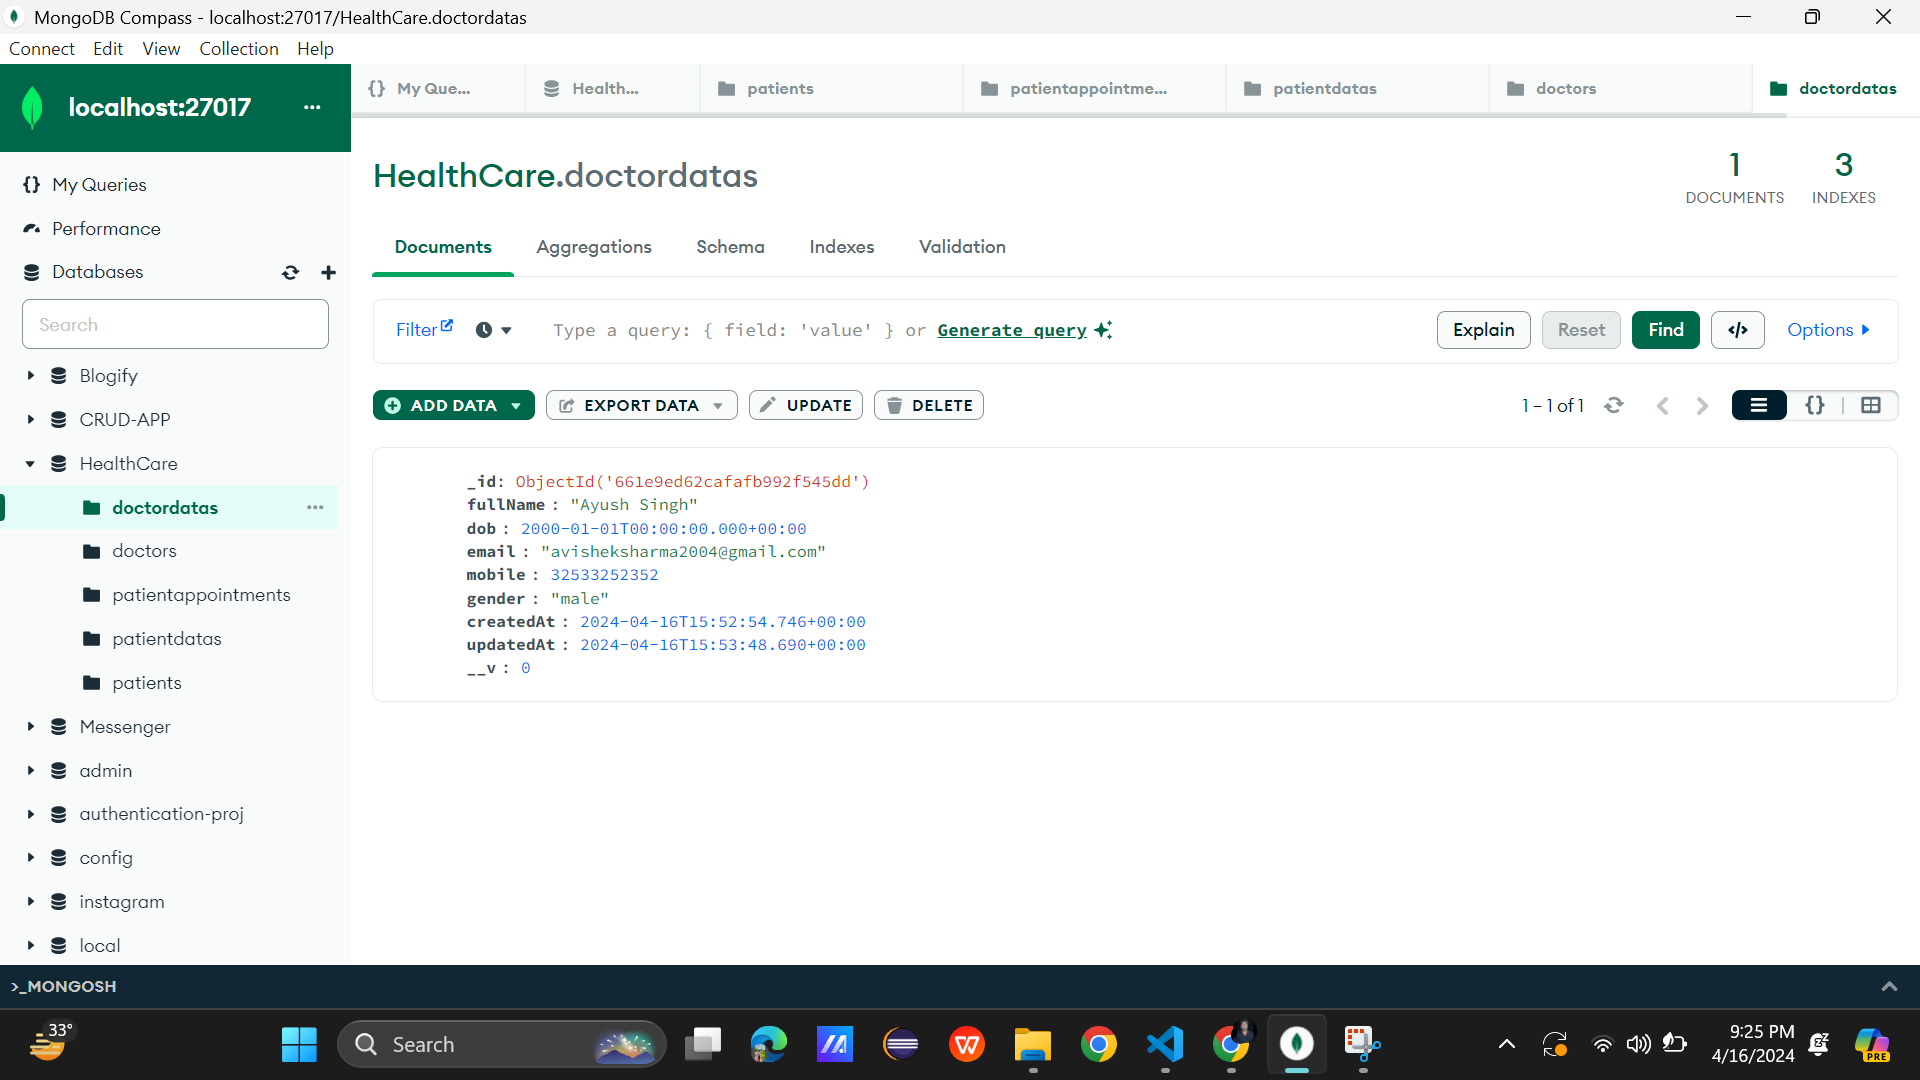 MongoDB Compass - localhost:27017/HealthCare.doctordatas
Connect Edit View Collection Help
localhost:27017 ...
{} My Que...
Health...
patients
patientappointme...
patientdatas
doctors
doctordatas
{} My Queries
Performance
Databases
Search
Blogify
CRUD-APP
HealthCare
doctordatas ...
doctors
patientappointments
patientdatas
patients
Messenger
admin
authentication-proj
config
instagram
local
HealthCare.doctordatas
1
DOCUMENTS
3
INDEXES
Documents Aggregations Schema Indexes Validation
Filter Type a query: { field: 'value' } or Generate query Explain Reset Find </> Options
ADD DATA EXPORT DATA UPDATE DELETE 1 – 1 of 1 {}
_id: ObjectId('661e9ed62cafafb992f545dd')
fullName : "Ayush Singh"
dob : 2000-01-01T00:00:00.000+00:00
email : "avisheksharma2004@gmail.com"
mobile : 32533252352
gender : "male"
createdAt : 2024-04-16T15:52:54.746+00:00
updatedAt : 2024-04-16T15:53:48.690+00:00
__v : 0
>_MONGOSH
33°
Search
9:25 PM
4/16/2024
PRE